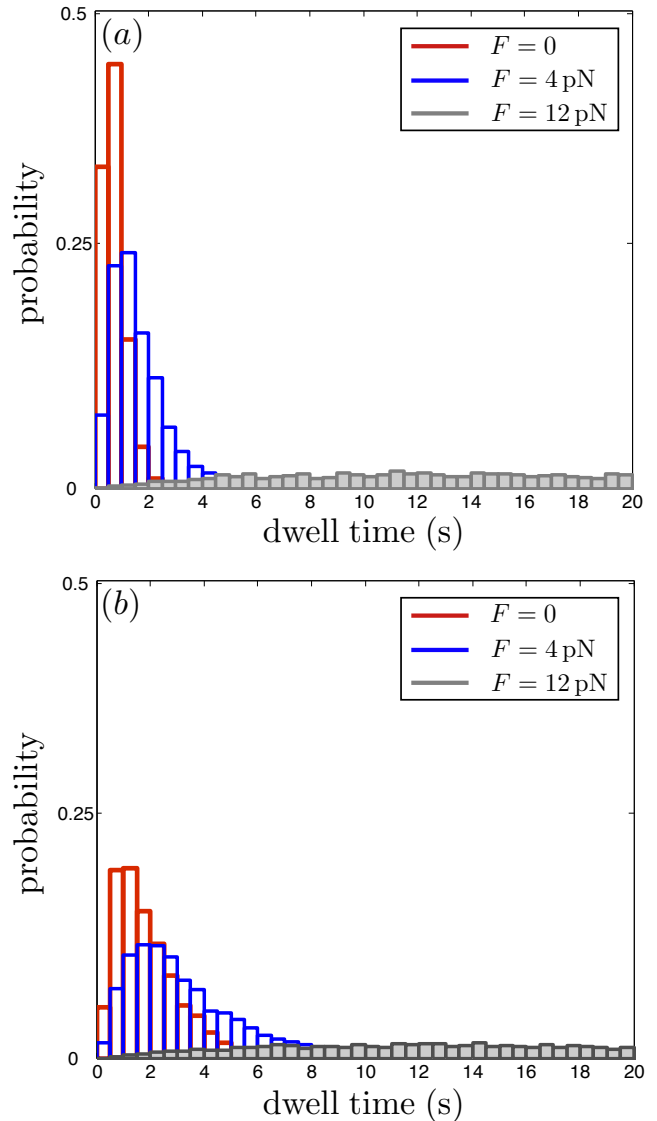 (a)
F = 0
F = 4 pN
F = 12 pN
probability
0.5
0.25
0
0 2 4 6 8 10 12 14 16 18 20
dwell time (s)
(b)
F = 0
F = 4 pN
F = 12 pN
probability
0.5
0.25
0
0 2 4 6 8 10 12 14 16 18 20
dwell time (s)